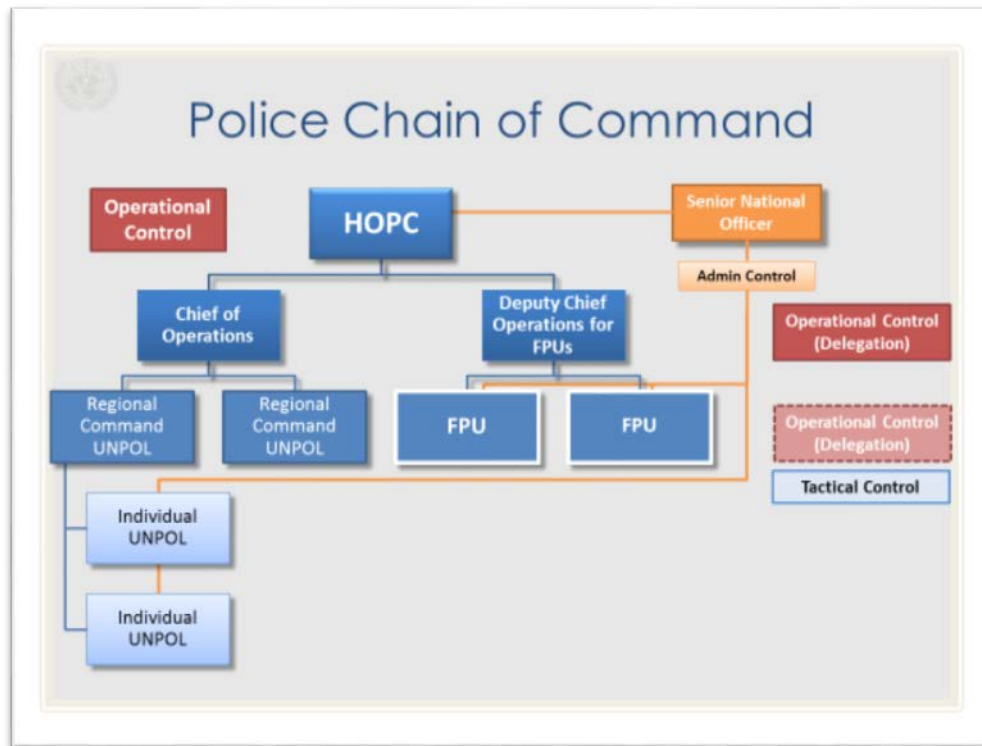 Police Chain of Command
Operational
Control
HOPC
Senior National
Officer
Admin Control
Chief of
Operations
Deputy Chief
Operations for
FPUs
Operational Control
(Delegation)
Regional
Command
UNPOL
Regional
Command
UNPOL
FPU
FPU
Operational Control
(Delegation)
Tactical Control
Individual
UNPOL
Individual
UNPOL